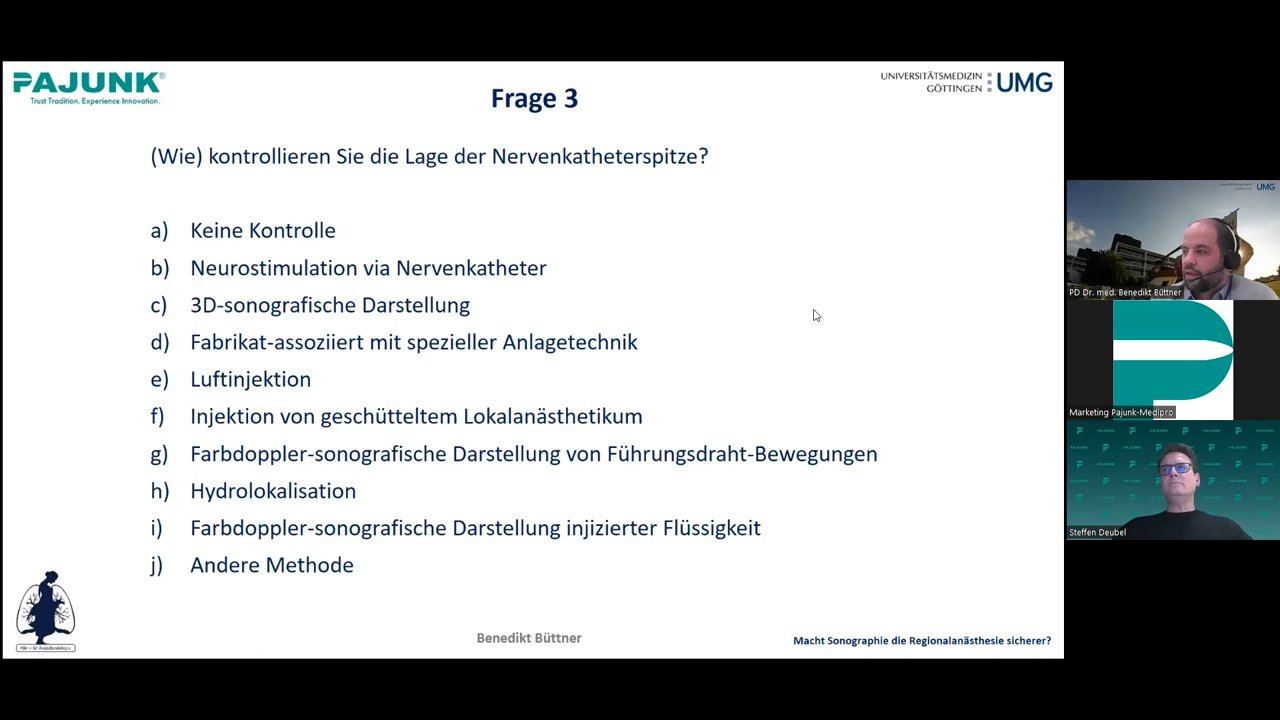 PAJUNK®
Trust Tradition. Experience Innovation.
UNIVERSITÄTSMEDIZIN
GÖTTINGEN
UMG
Frage 3
(Wie) kontrollieren Sie die Lage der Nervenkatheterspitze?
a) Keine Kontrolle
b) Neurostimulation via Nervenkatheter
c) 3D-sonografische Darstellung
d) Fabrikat-assoziiert mit spezieller Anlagetechnik
e) Luftinjektion
f) Injektion von geschütteltem Lokalanästhetikum
g) Farbdoppler-sonografische Darstellung von Führungsdraht-Bewegungen
h) Hydrolokalisation
i) Farbdoppler-sonografische Darstellung injizierter Flüssigkeit
j) Andere Methode
Benedikt Büttner
Macht Sonographie die Regionalanästhesie sicherer?
UMG
PD Dr. med. Benedikt Büttner
Marketing Pajunk-Medipro
Steffen Deubel